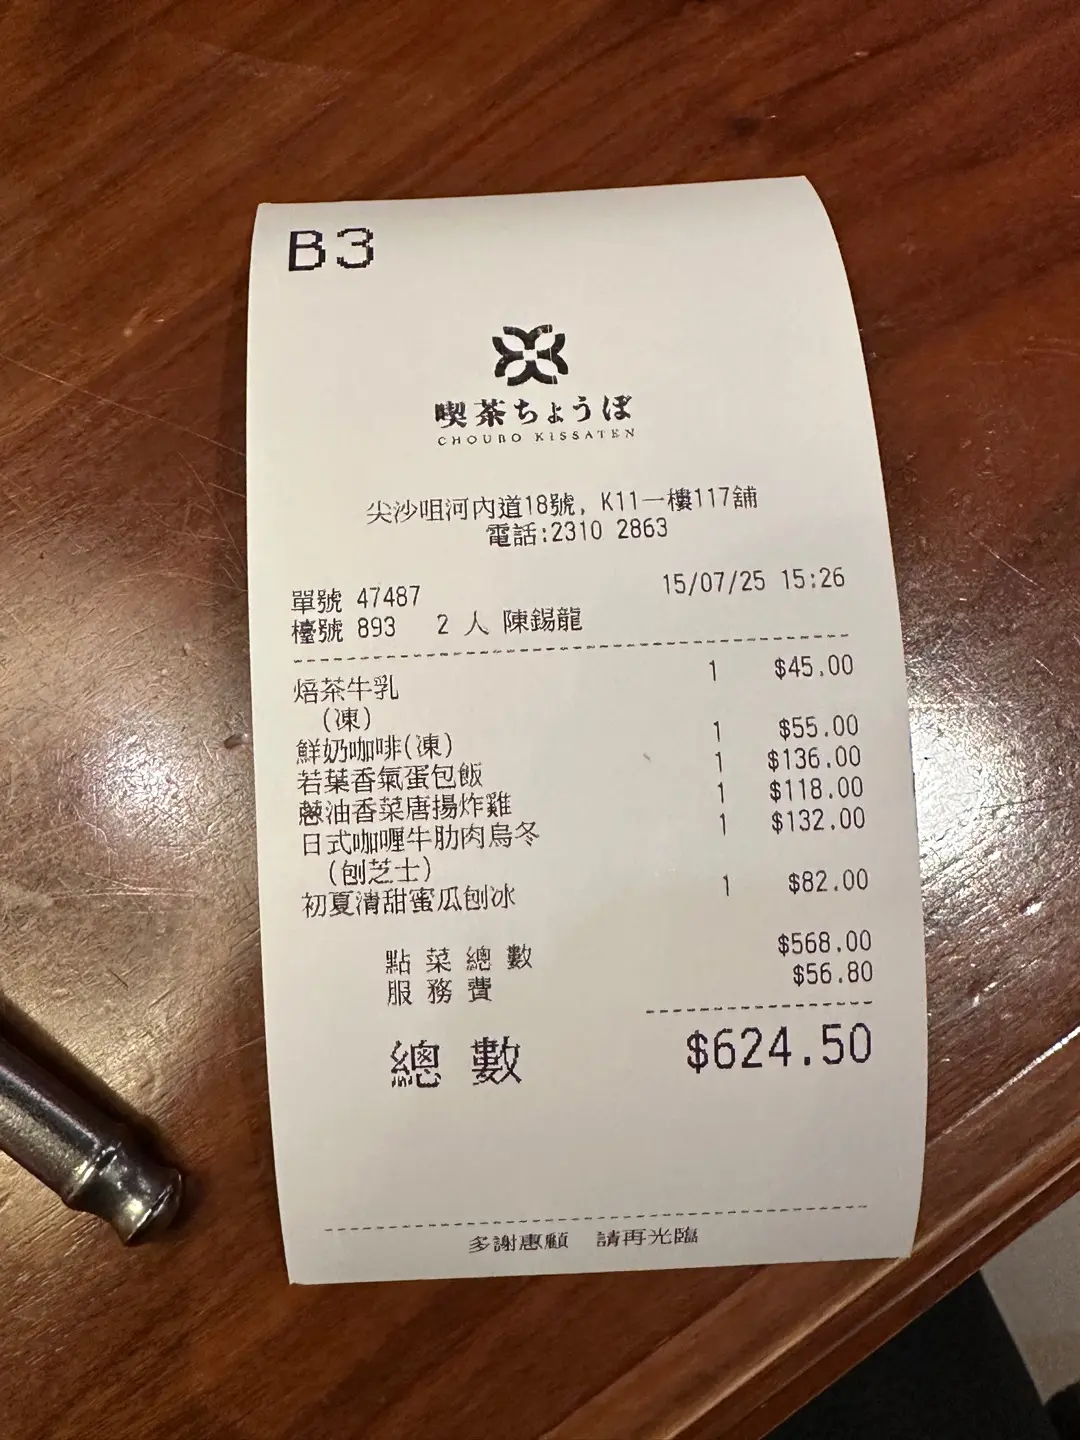 B3
喫茶ちょうぼ
CHOUBO KISSATEN
尖沙咀河內道18號, K11一樓117舖
電話:2310 2863
單號 47487 15/07/25 15:26
檯號 893 2 人 陳錫龍
焙茶牛乳 1 $45.00
(凍)
鮮奶咖啡(凍) 1 $55.00
若葉香氣蛋包飯 1 $136.00
蔥油香菜唐揚炸雞 1 $118.00
日式咖喱牛肋肉烏冬 1 $132.00
(刨芝士)
初夏清甜蜜瓜刨冰 1 $82.00
點菜總數 $568.00
服務費 $56.80
總數 $624.50
多謝惠顧 請再光臨